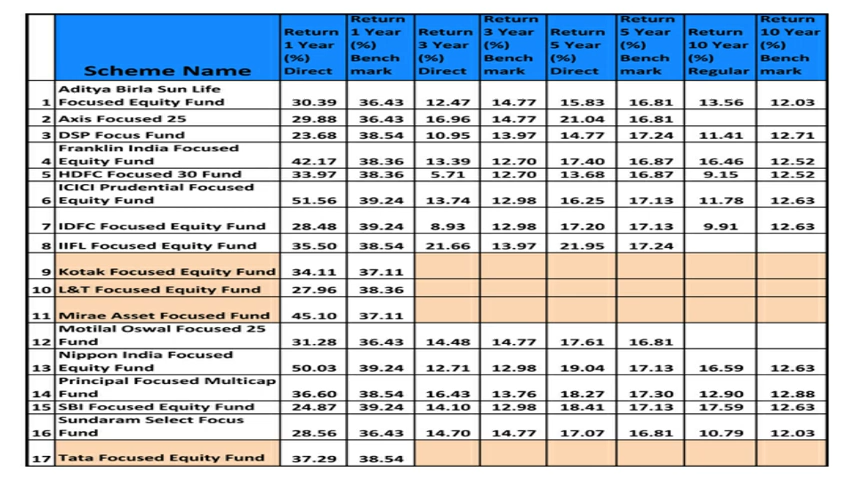 Scheme Name Return 1 Year (%) Direct Return 1 Year (%) Bench mark Return 3 Year (%) Direct Return 3 Year (%) Bench mark Return 5 Year (%) Direct Return 5 Year (%) Bench mark Return 10 Year (%) Regular Return 10 Year (%) Bench mark
1 Aditya Birla Sun Life Focused Equity Fund 30.39 36.43 12.47 14.77 15.83 16.81 13.56 12.03
2 Axis Focused 25 29.88 36.43 16.96 14.77 21.04 16.81
3 DSP Focus Fund 23.68 38.54 10.95 13.97 14.77 17.24 11.41 12.71
4 Franklin India Focused Equity Fund 42.17 38.36 13.39 12.70 17.40 16.87 16.46 12.52
5 HDFC Focused 30 Fund 33.97 38.36 5.71 12.70 13.68 16.87 9.15 12.52
6 ICICI Prudential Focused Equity Fund 51.56 39.24 13.74 12.98 16.25 17.13 11.78 12.63
7 IDFC Focused Equity Fund 28.48 39.24 8.93 12.98 17.20 17.13 9.91 12.63
8 IIFL Focused Equity Fund 35.50 38.54 21.66 13.97 21.95 17.24
9 Kotak Focused Equity Fund 34.11 37.11
10 L&T Focused Equity Fund 27.96 38.36
11 Mirae Asset Focused Fund 45.10 37.11
12 Motilal Oswal Focused 25 Fund 31.28 36.43 14.48 14.77 17.61 16.81
13 Nippon India Focused Equity Fund 50.03 39.24 12.71 12.98 19.04 17.13 16.59 12.63
14 Principal Focused Multicap Fund 36.60 38.54 16.43 13.76 18.27 17.30 12.90 12.88
15 SBI Focused Equity Fund 24.87 39.24 14.10 12.98 18.41 17.13 17.59 12.63
16 Sundaram Select Focus Fund 28.56 36.43 14.70 14.77 17.07 16.81 10.79 12.03
17 Tata Focused Equity Fund 37.29 38.54